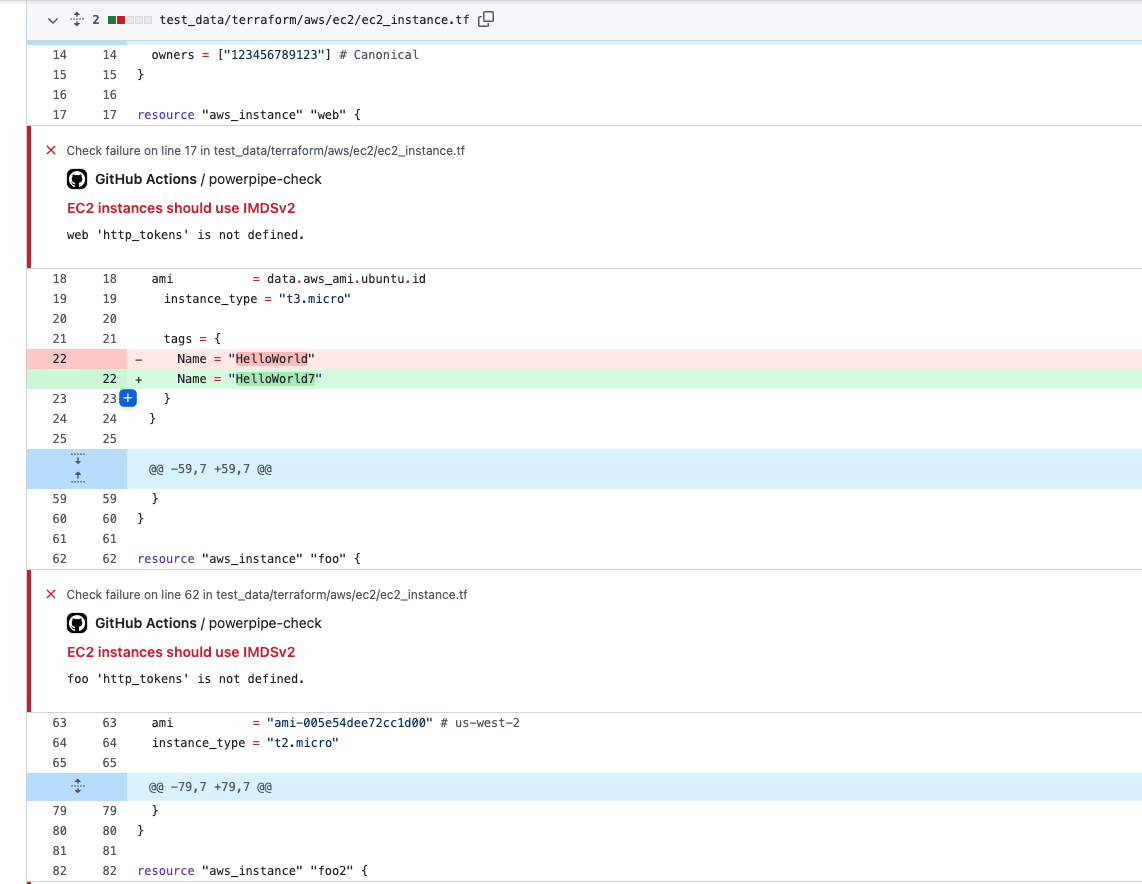 2 test_data/terraform/aws/ec2/ec2_instance.tf
14 14 owners = ["123456789123"] # Canonical
15 15 }
16 16
17 17 resource "aws_instance" "web" {
Check failure on line 17 in test_data/terraform/aws/ec2/ec2_instance.tf
GitHub Actions / powerpipe-check
EC2 instances should use IMDSv2
web 'http_tokens' is not defined.
18 18 ami = data.aws_ami.ubuntu.id
19 19 instance_type = "t3.micro"
20 20
21 21 tags = {
22 - Name = "HelloWorld"
22 + Name = "HelloWorld7"
23 23 + }
24 24 }
25 25
@@ -59,7 +59,7 @@
59 59 }
60 60 }
61 61
62 62 resource "aws_instance" "foo" {
Check failure on line 62 in test_data/terraform/aws/ec2/ec2_instance.tf
GitHub Actions / powerpipe-check
EC2 instances should use IMDSv2
foo 'http_tokens' is not defined.
63 63 ami = "ami-005e54dee72cc1d00" # us-west-2
64 64 instance_type = "t2.micro"
65 65
@@ -79,7 +79,7 @@
79 79 }
80 80 }
81 81
82 82 resource "aws_instance" "foo2" {